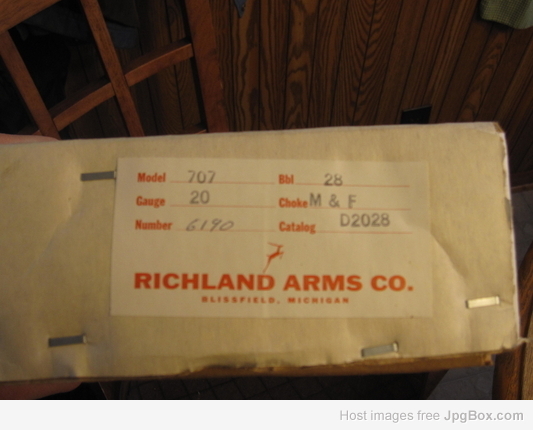 Model 707 Bbl 28
Gauge 20 Choke M & F
Number 6190 Catalog D2028
RICHLAND ARMS CO.
BLISSFIELD, MICHIGAN
Host images free JpgBox.com